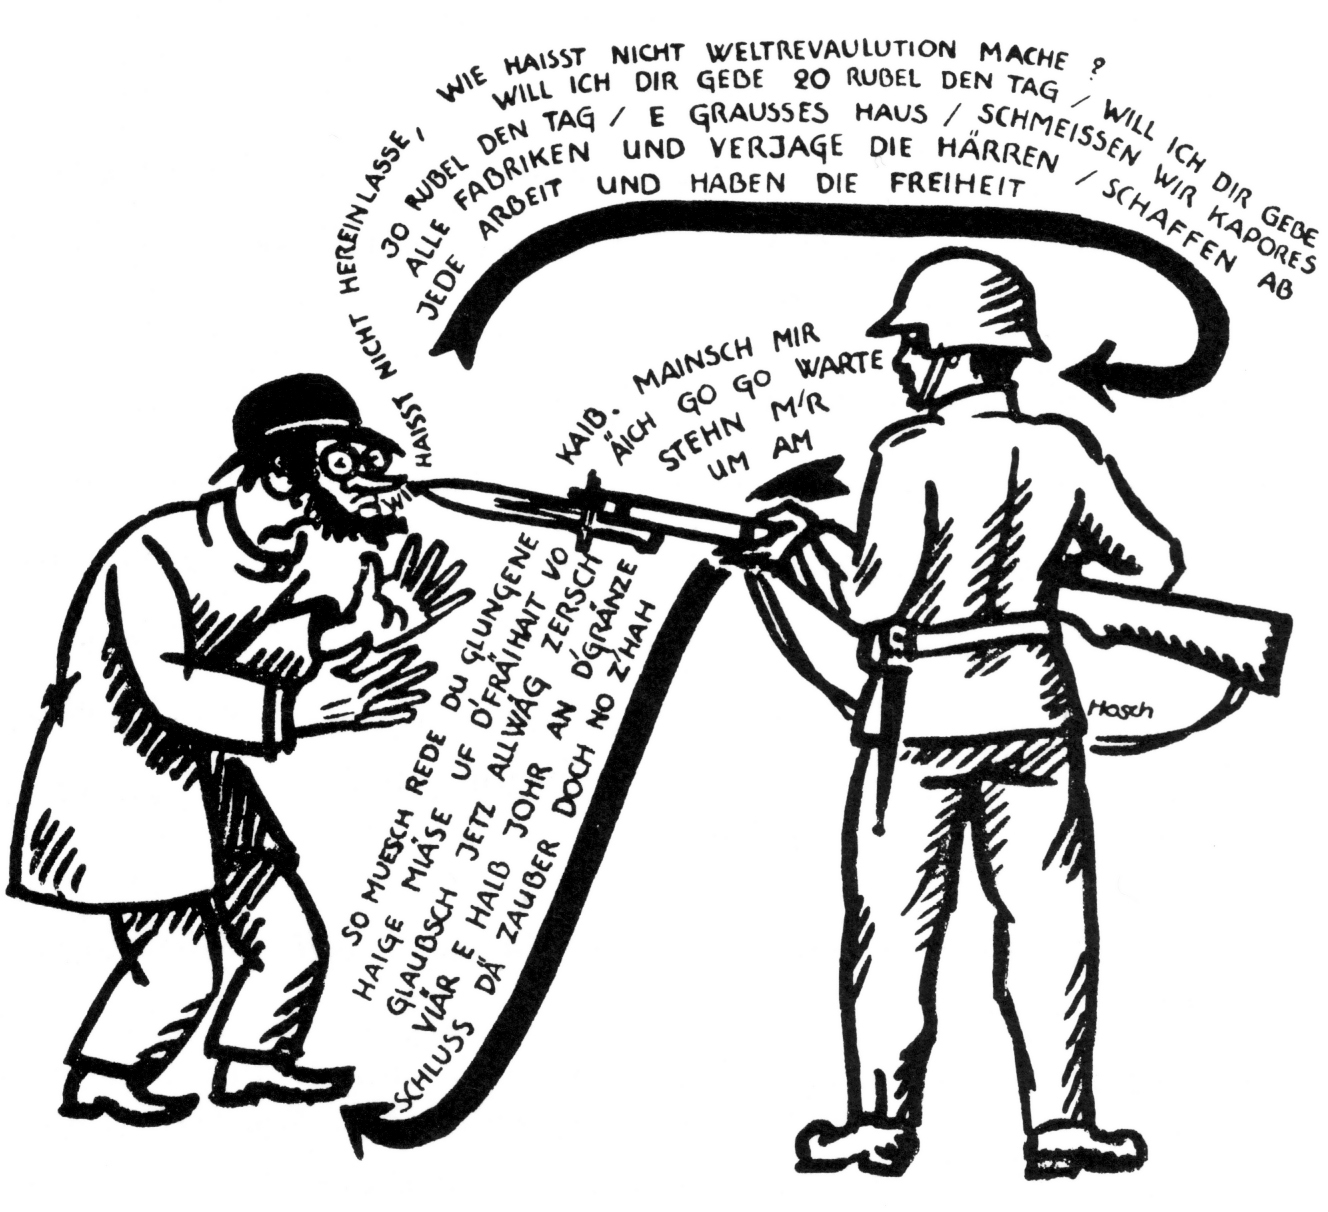 HAISST NICHT HEREINLASSE, WIE HAISST NICHT WELTREVAULUTION MACHE ?
WILL ICH DIR GEBE 20 RUBEL DEN TAG / WILL ICH DIR GEBE
30 RUBEL DEN TAG / E GRAUSSES HAUS / SCHMEISSEN WIR KAPORES
ALLE FABRIKEN UND VERJAGE DIE HÄRREN / SCHAFFEN AB
JEDE ARBEIT UND HABEN DIE FREIHEIT
SO MUESCH REDE DU GLUNGENE KAIB. MAINSCH MIR
HAIGE MIÄSE UF D'FRÄIHAIT VO ÄICH GO GO WARTE
GLAUBSCH JETZ ALLWÄG ZERSCH STEHN M'R
VIÄR E HALB JOHR AN D'GRÄNZE UM AM
SCHLUSS DÄ ZAUBER DOCH NO Z'HAH
Hosch